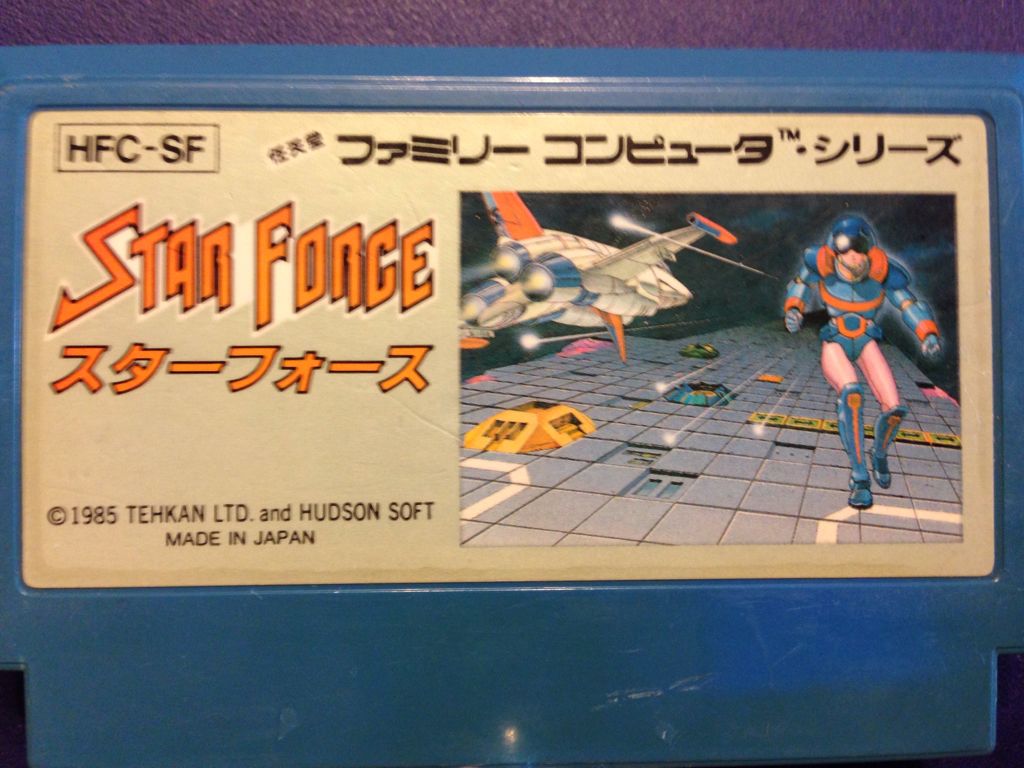 HFC-SF
任天堂 ファミリー コンピュータ™・シリーズ
STAR FORCE
スターフォース
©1985 TEHKAN LTD. and HUDSON SOFT
MADE IN JAPAN